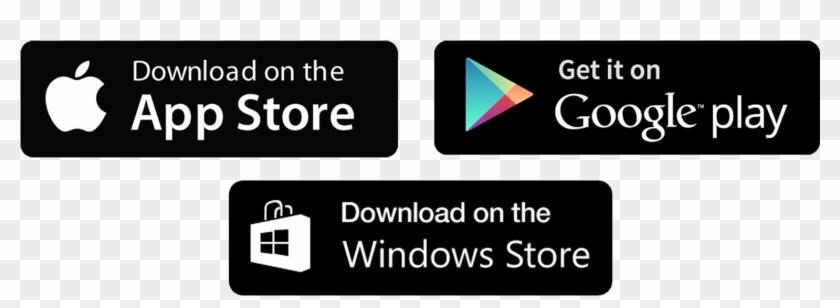 Download on the
App Store
Get it on
Google™ play
Download on the
Windows Store